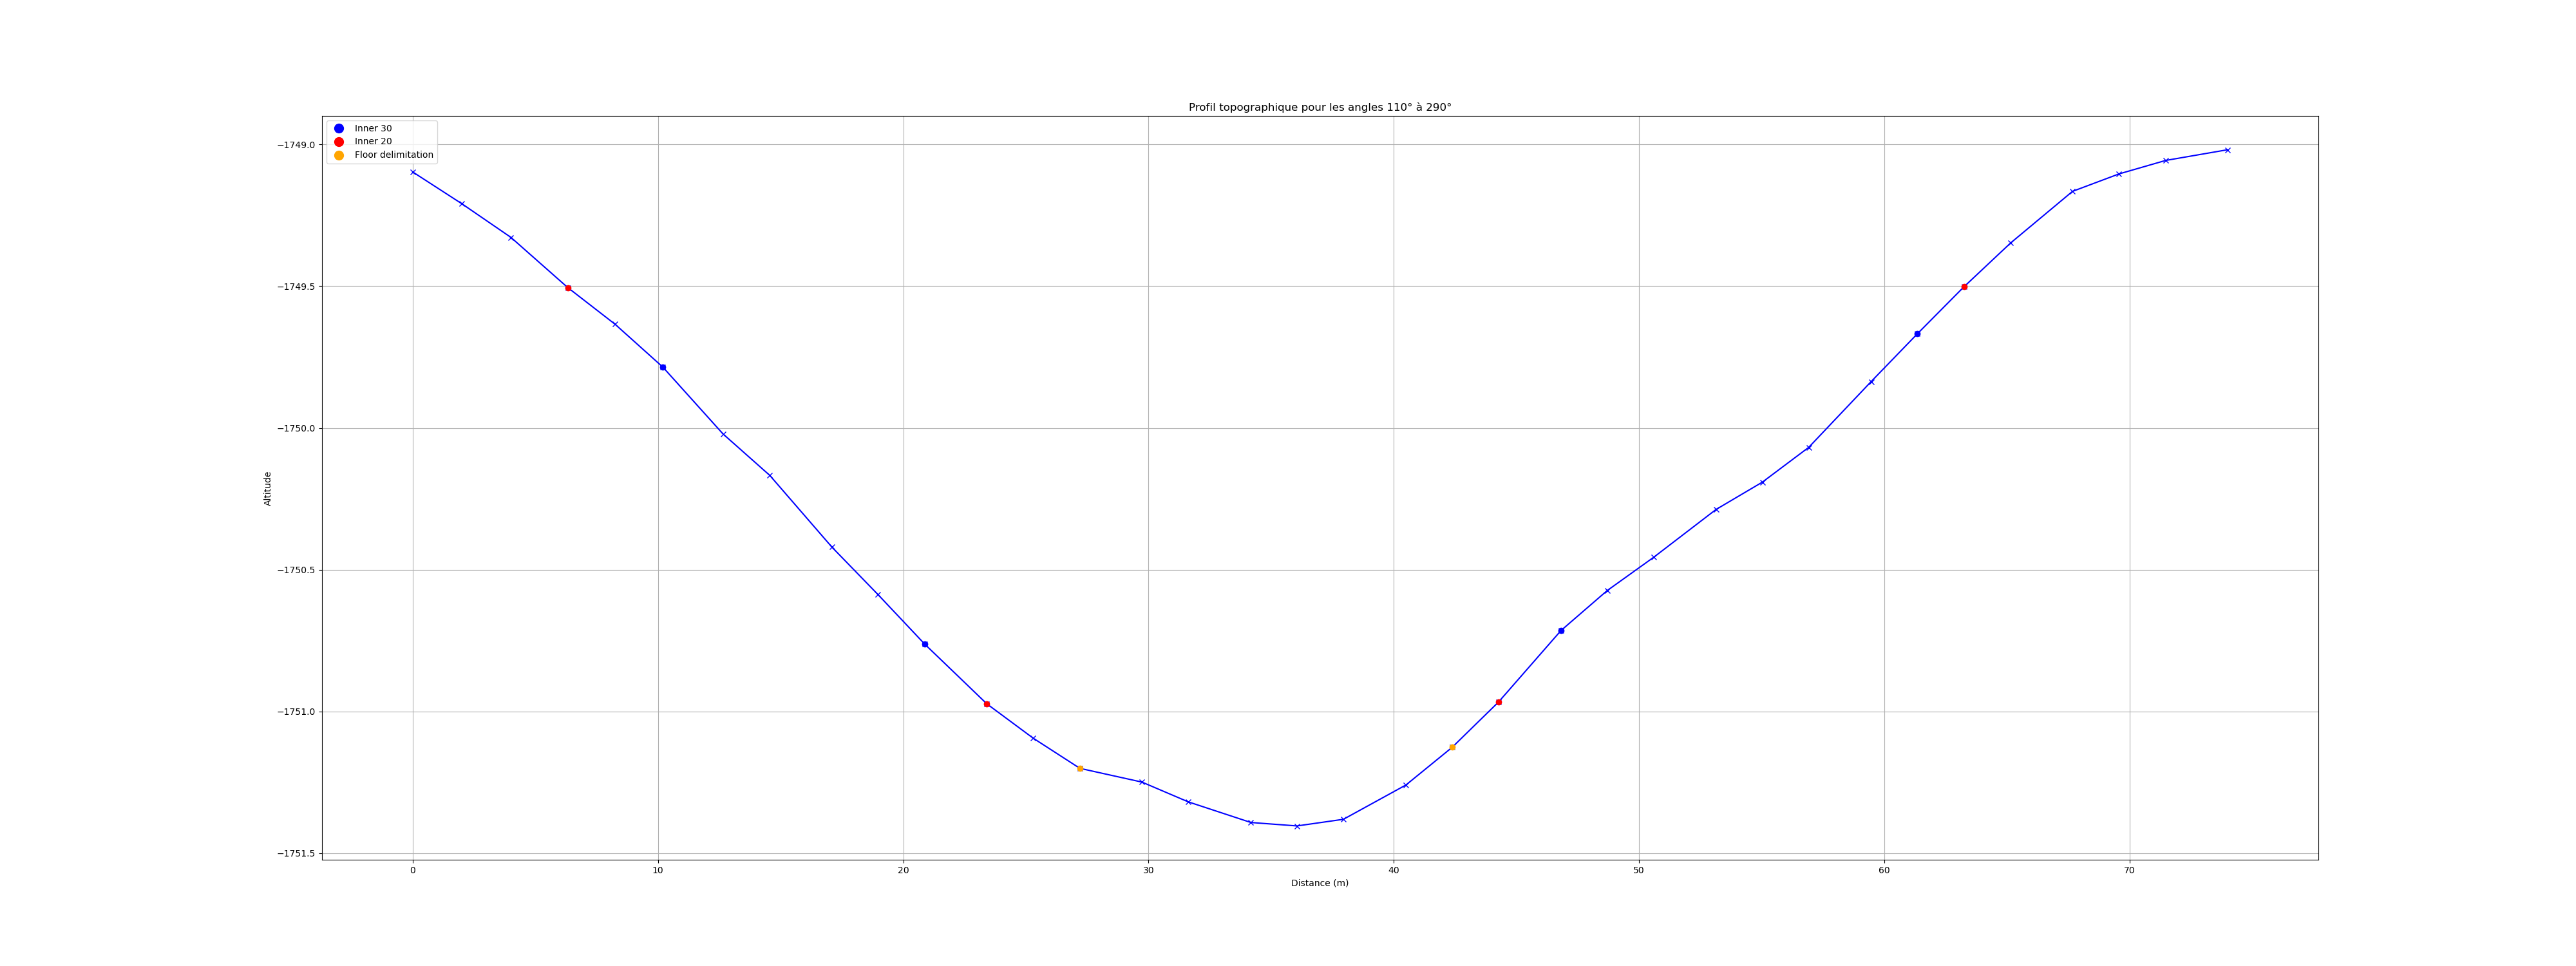 Profil topographique pour les angles 110° à 290°
Inner 30
Inner 20
Floor delimitation
−1749.0
−1749.5
−1750.0
−1750.5
−1751.0
−1751.5
Altitude
0 10 20 30 40 50 60 70
Distance (m)